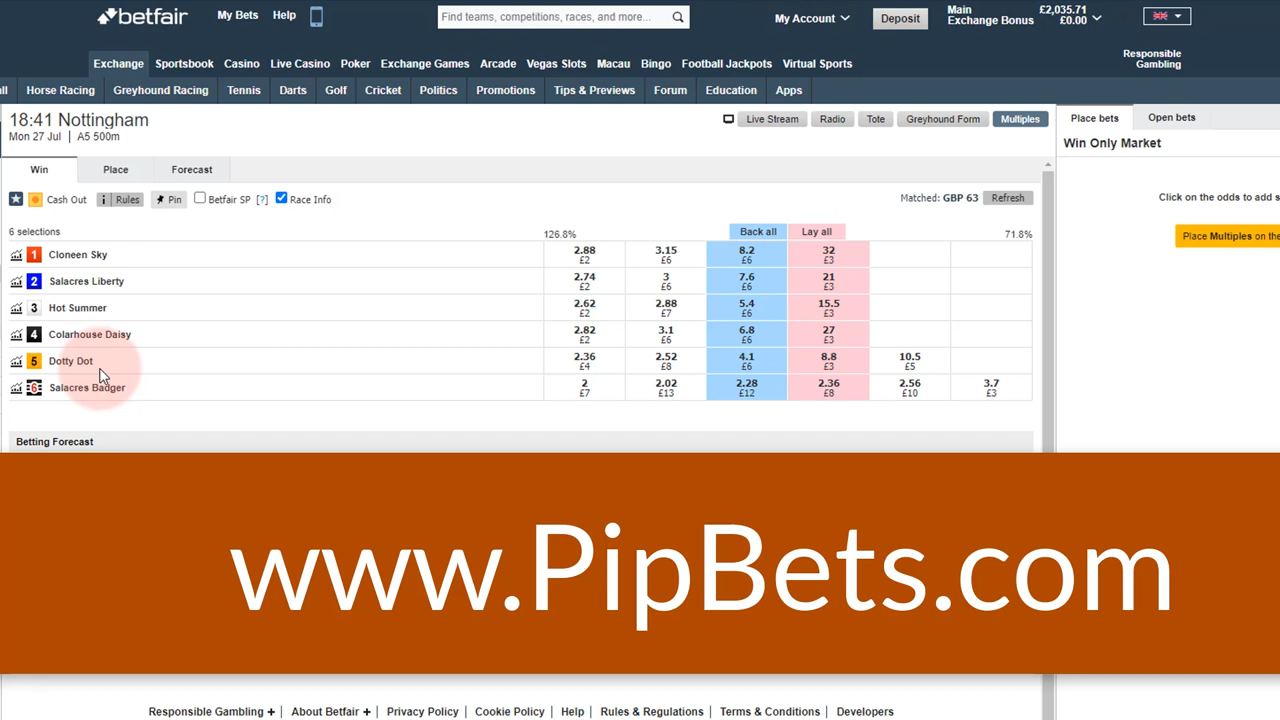 betfair My Bets Help Find teams, competitions, races, and more... My Account Deposit Main £2,035.71
Exchange Bonus £0.00
Exchange Sportsbook Casino Live Casino Poker Exchange Games Arcade Vegas Slots Macau Bingo Football Jackpots Virtual Sports Responsible Gambling
ll Horse Racing Greyhound Racing Tennis Darts Golf Cricket Politics Promotions Tips & Previews Forum Education Apps
18:41 Nottingham
Mon 27 Jul | A5 500m
Live Stream Radio Tote Greyhound Form Multiples
Place bets Open bets
Win Only Market
Win Place Forecast
Cash Out i Rules Pin Betfair SP [?] Race Info Matched: GBP 63 Refresh
Click on the odds to add s
Place Multiples on the
6 selections 126.8% Back all Lay all 71.8%
1 Cloneen Sky 2.88 3.15 8.2 32
£2 £6 £6 £3
2 Salacres Liberty 2.74 3 7.6 21
£2 £6 £6 £3
3 Hot Summer 2.62 2.88 5.4 15.5
£2 £7 £6 £3
4 Colarhouse Daisy 2.82 3.1 6.8 27
£2 £6 £6 £3
5 Dotty Dot 2.36 2.52 4.1 8.8 10.5
£4 £8 £6 £3 £5
6 Salacres Badger 2 2.02 2.28 2.36 2.56 3.7
£7 £13 £12 £8 £10 £3
Betting Forecast
www.PipBets.com
Responsible Gambling + | About Betfair + | Privacy Policy | Cookie Policy | Help | Rules & Regulations | Terms & Conditions | Developers